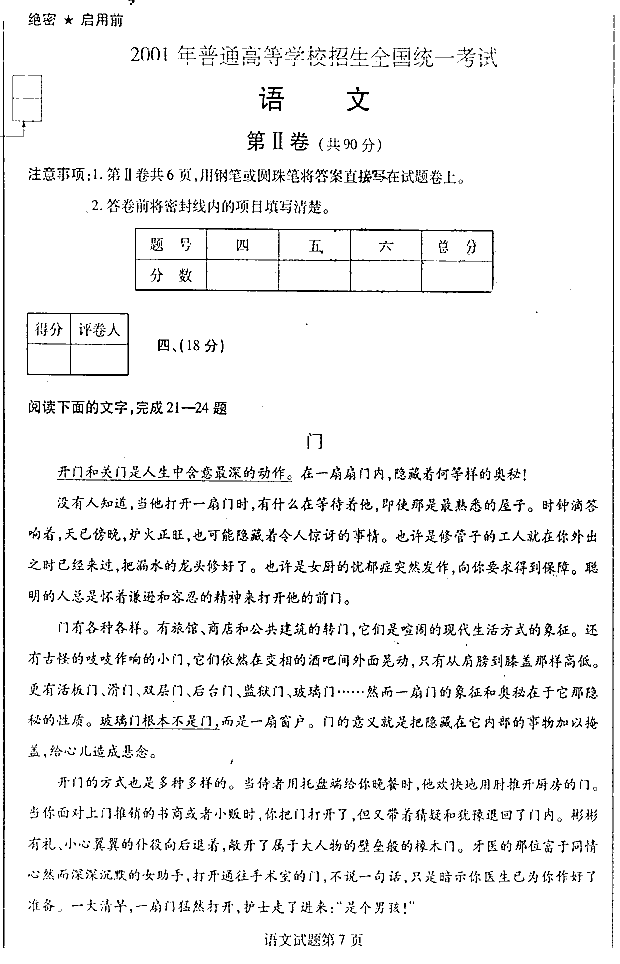 绝密 ★ 启用前
2001 年普通高等学校招生全国统一考试
语 文
第Ⅱ卷 (共90分)
注意事项:1. 第Ⅱ卷共6页,用钢笔或圆珠笔将答案直接写在试题卷上。
2. 答卷前将密封线内的项目填写清楚。
题 号 四 五 六 总 分
分 数
得分 评卷人
四、(18分)
阅读下面的文字,完成21—24题
门
开门和关门是人生中含意最深的动作。在一扇扇门内,隐藏着何等样的奥秘!
没有人知道,当他打开一扇门时,有什么在等待着他,即使那是最熟悉的屋子。时钟滴答
响着,天已傍晚,炉火正旺,也可能隐藏着令人惊讶的事情。也许是修管子的工人就在你外出
之时已经来过,把漏水的龙头修好了。也许是女厨的忧郁症突然发作,向你要求得到保障。聪
明的人总是怀着谦逊和容忍的精神来打开他的前门。
门有各种各样。有旅馆、商店和公共建筑的转门,它们是喧闹的现代生活方式的象征。还
有古怪的吱吱作响的小门,它们依然在变相的酒吧间外面晃动,只有从肩膀到膝盖那样高低。
更有活板门、滑门、双层门、后台门、监狱门、玻璃门……然而一扇门的象征和奥秘在于它那隐
秘的性质。玻璃门根本不是门,而是一扇窗户。门的意义就是把隐藏在它内部的事物加以掩
盖,给心儿造成悬念。
开门的方式也是多种多样的。当侍者用托盘端给你晚餐时,他欢快地用肘推开厨房的门。
当你面对上门推销的书商或者小贩时,你把门打开了,但又带着猜疑和犹豫退回了门内。彬彬
有礼、小心翼翼的仆役向后退着,敞开了属于大人物的壁垒般的橡木门。牙医的那位富于同情
心然而深深沉默的女助手,打开通往手术室的门,不说一句话,只是暗示你医生已为你作好了
准备。一大清早,一扇门猛然打开,护士走了进来:“是个男孩!”
语文试题第7页